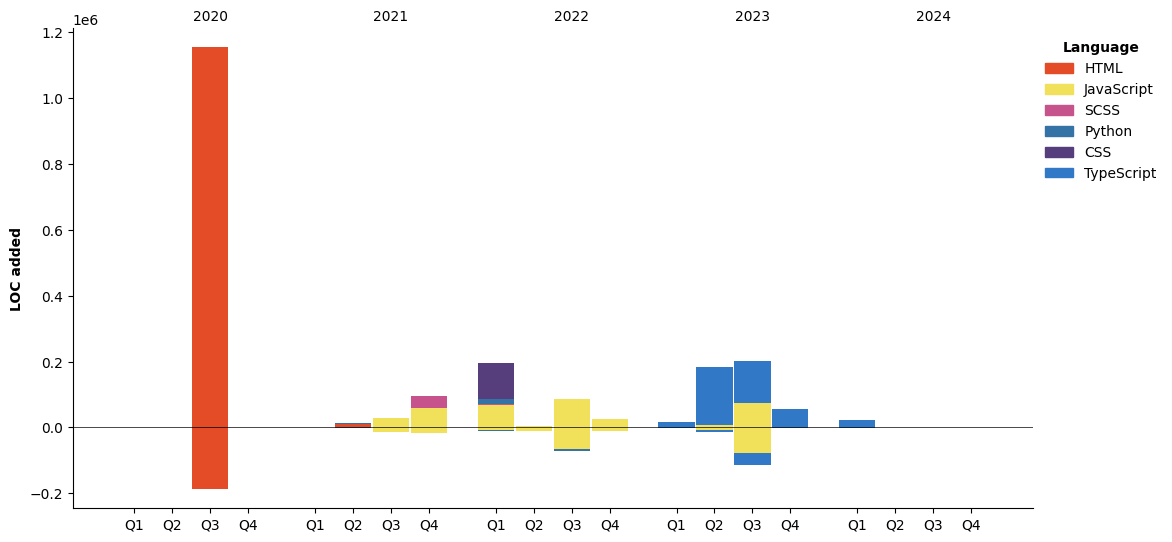 2020 2021 2022 2023 2024
1e6
1.2
1.0
0.8
0.6
0.4
0.2
0.0
−0.2
LOC added
Q1 Q2 Q3 Q4 Q1 Q2 Q3 Q4 Q1 Q2 Q3 Q4 Q1 Q2 Q3 Q4 Q1 Q2 Q3 Q4
Language
HTML
JavaScript
SCSS
Python
CSS
TypeScript